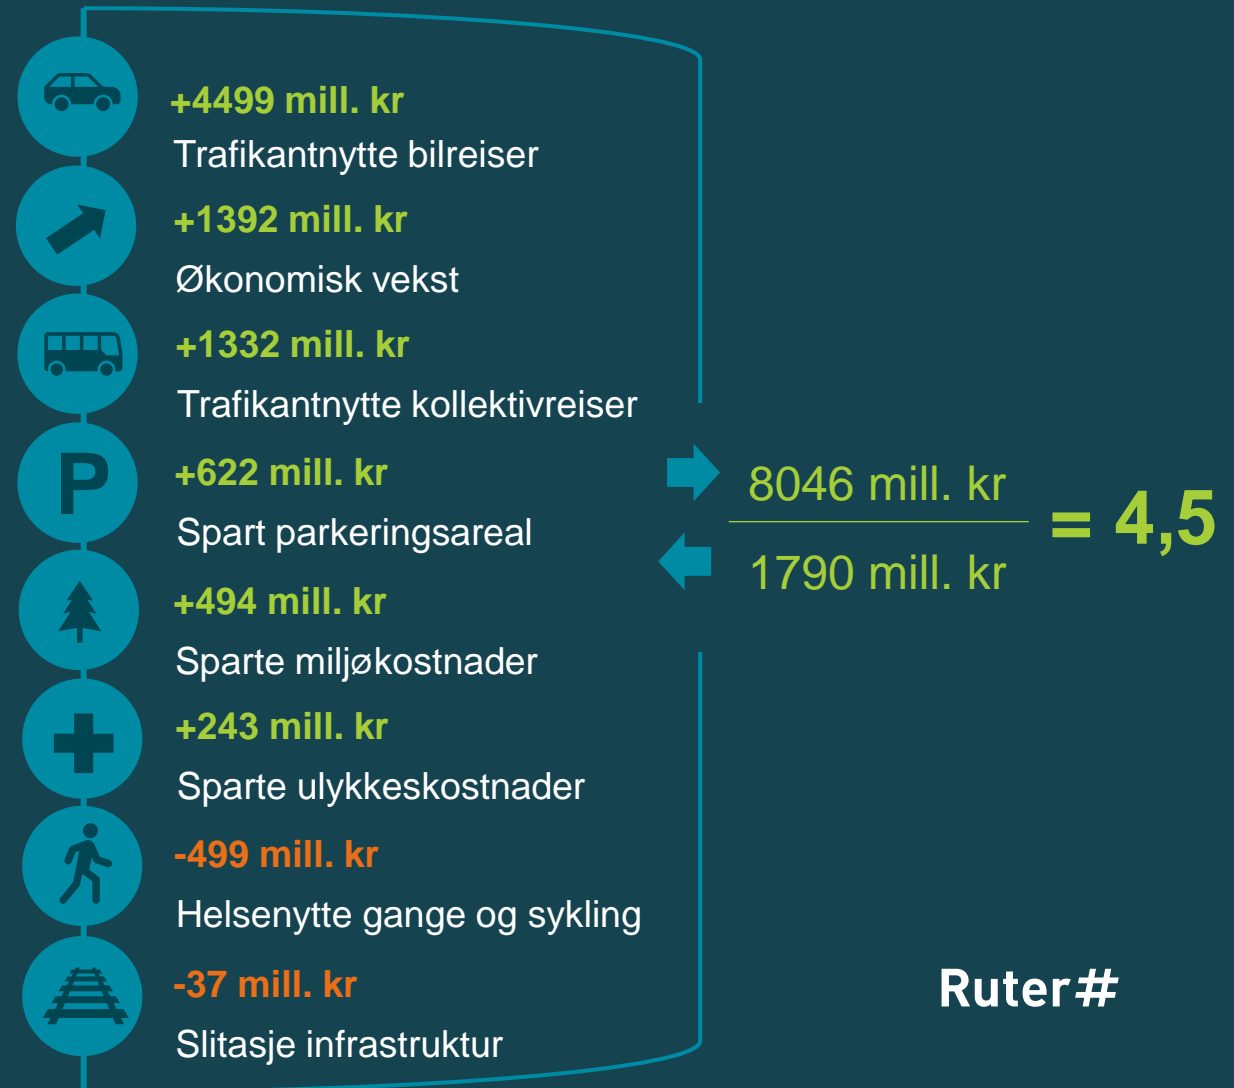 +4499 mill. kr
Trafikantnytte bilreiser
+1392 mill. kr
Økonomisk vekst
+1332 mill. kr
Trafikantnytte kollektivreiser
P
+622 mill. kr
Spart parkeringsareal
+494 mill. kr
Sparte miljøkostnader
+243 mill. kr
Sparte ulykkeskostnader
-499 mill. kr
Helsenytte gange og sykling
-37 mill. kr
Slitasje infrastruktur
8046 mill. kr
1790 mill. kr
= 4,5
Ruter#